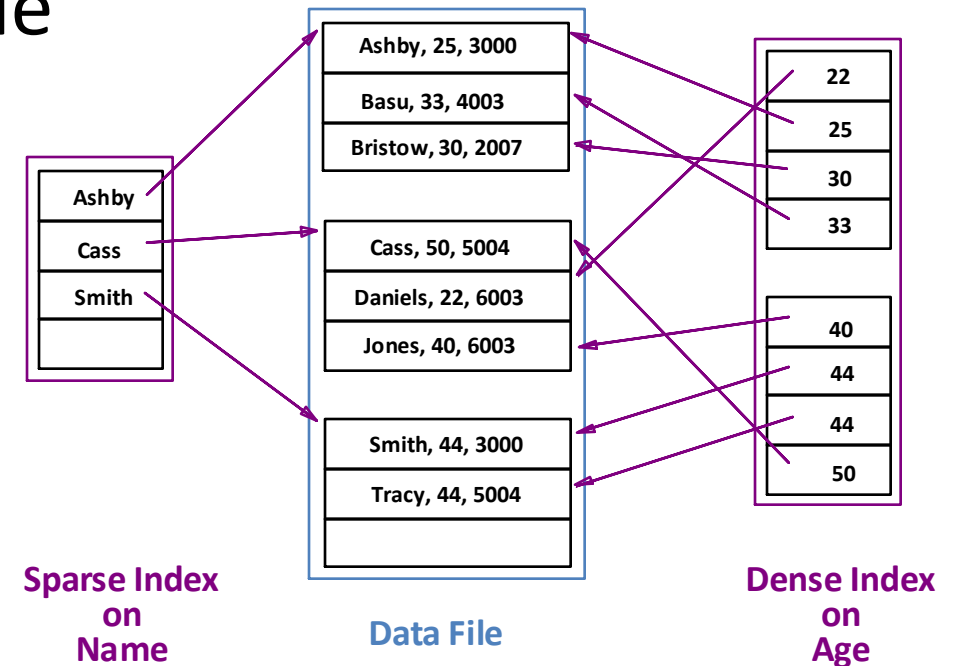 Ashby
Cass
Smith
Sparse Index
on
Name
Ashby, 25, 3000
Basu, 33, 4003
Bristow, 30, 2007
Cass, 50, 5004
Daniels, 22, 6003
Jones, 40, 6003
Smith, 44, 3000
Tracy, 44, 5004
Data File
22
25
30
33
40
44
44
50
Dense Index
on
Age